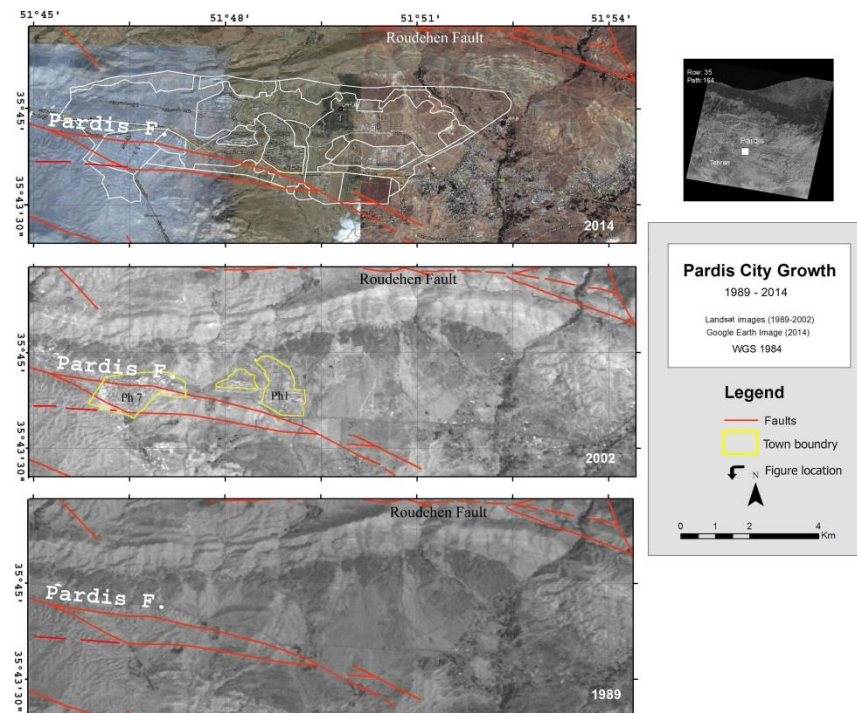 51°45' 51°48' 51°51' 51°54'
Roudehen Fault
35°45'
Pardis F.
35°43'30"
2014
Roudehen Fault
35°45'
Pardis F.
Ph 7
Ph1
35°43'30"
2002
Roudehen Fault
35°45'
Pardis F.
35°43'30"
1989
Row: 35
Path:164
Pardis
Tehran
Pardis City Growth
1989 - 2014
Landsat images (1989-2002)
Google Earth Image (2014)
WGS 1984
Legend
Faults
Town boundry
Figure location
N
0 1 2 4
Km